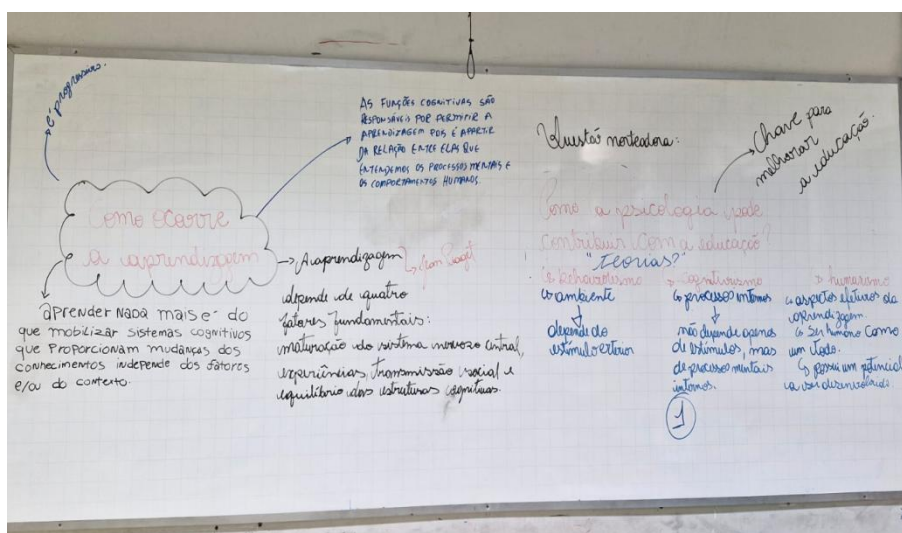 é progressivo.
AS FUNÇÕES COGNITIVAS SÃO
RESPONSÁVEIS POR PERMITIR A
APRENDIZAGEM POIS É APARTIR
DA RELAÇÃO ENTRE ELAS QUE
ENTENDEMOS OS PROCESSOS MENTAIS E
OS COMPORTAMENTOS HUMANOS.
Como ocorre
a aprendizagem
A aprendizagem
Jean Piaget
depende de quatro
fatores fundamentais:
maturação do sistema nervoso central,
experiências, transmissão social e
equilíbrio das estruturas cognitivas.
aprender nada mais é do
que mobilizar sistemas cognitivos
que Proporcionam mudanças dos
conhecimentos independe dos fatores
e/ou do contexto.
Questão norteadora:
Chave para
melhorar
a educação.
Como a psicologia pode
contribuir com a educação?
"Teorias?"
behaviorismo
ambiente
depende do
estímulo exterior
cognitivismo
processos internos
não depende apenas
de estímulos, mas
de processos mentais
internos.
1
humanismo
aspectos afetivos da
aprendizagem.
Ser humano como
um todo.
possui um potencial
a ser desenvolvido.